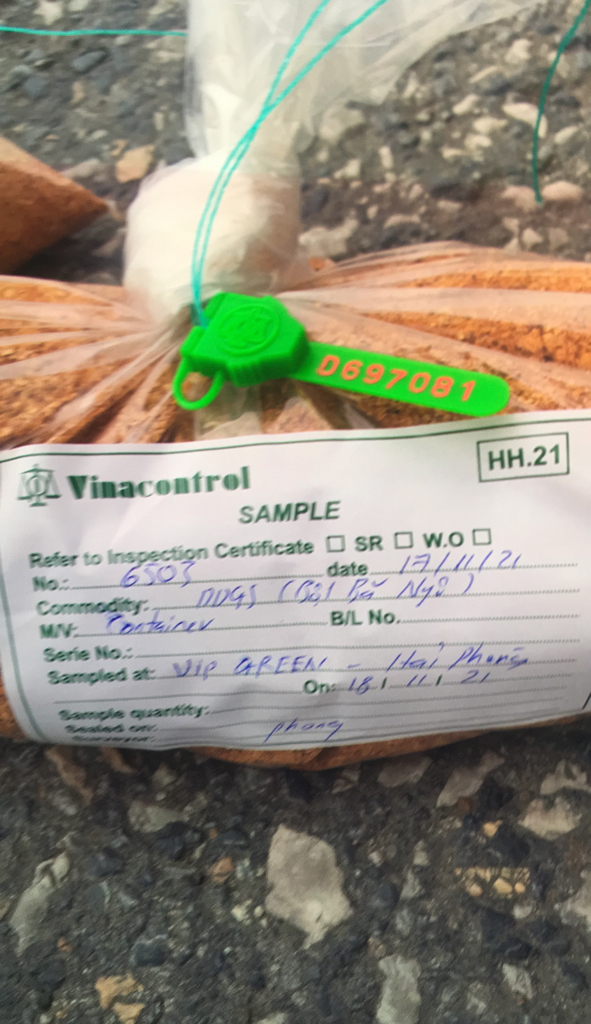 D697081
Vinacontrol
HH.21
SAMPLE
Refer to Inspection Certificate ☐ SR ☐ W.O ☐
No.: 6503 date 17/11/21
Commodity: DDGS (Bột Bã Ngô)
M/V: Container B/L No.
Serie No.:
Sampled at: VIP GREEN - Hải Phòng
On: 18/11/21
Sample quantity:
Sealed on:
Surveyor: phong